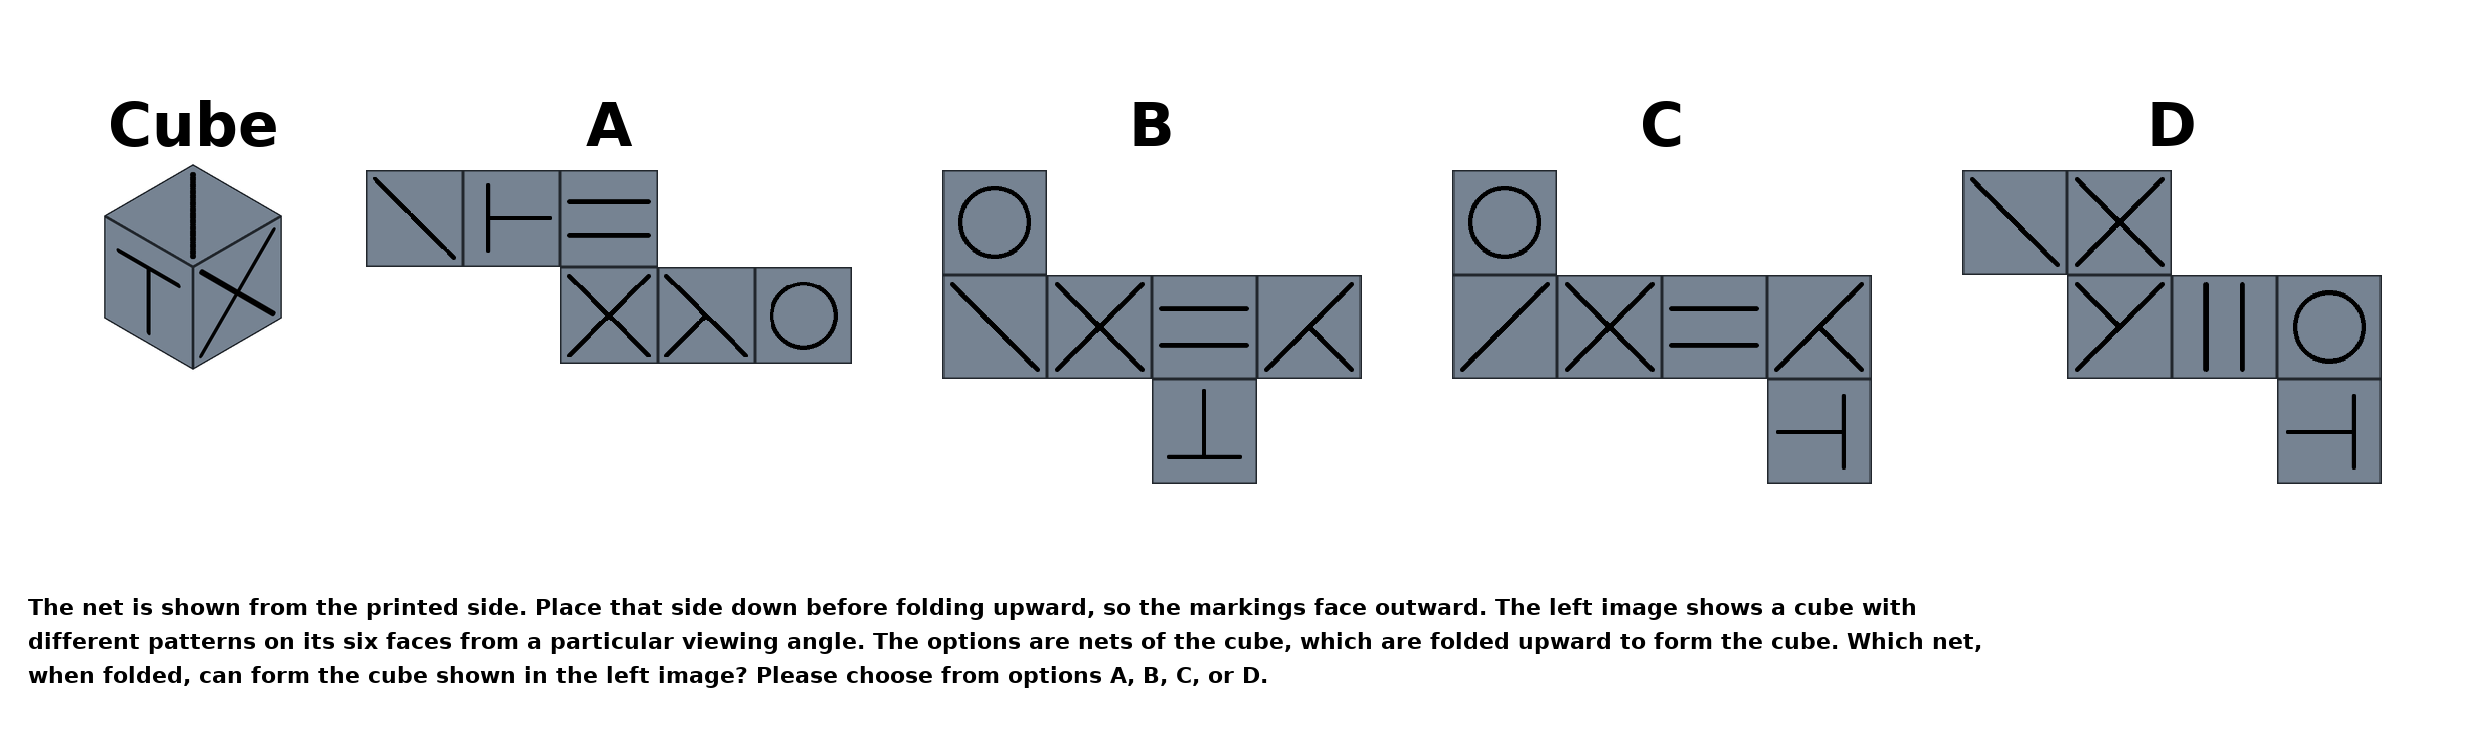 Cube A B C D
The net is shown from the printed side. Place that side down before folding upward, so the markings face outward. The left image shows a cube with
different patterns on its six faces from a particular viewing angle. The options are nets of the cube, which are folded upward to form the cube. Which net,
when folded, can form the cube shown in the left image? Please choose from options A, B, C, or D.